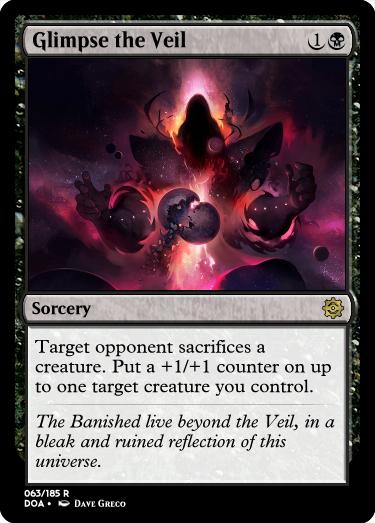 Glimpse the Veil 1
Sorcery
Target opponent sacrifices a
creature. Put a +1/+1 counter on up
to one target creature you control.
The Banished live beyond the Veil, in a
bleak and ruined reflection of this
universe.
063/185 R
DOA • Dave Greco